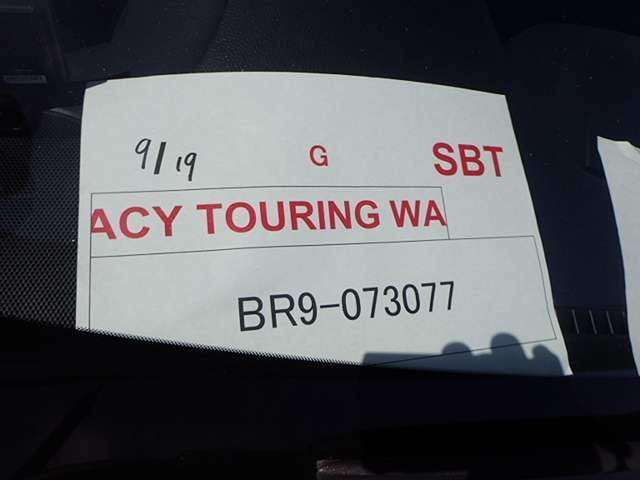 9/19 G SBT
ACY TOURING WA
BR9-073077